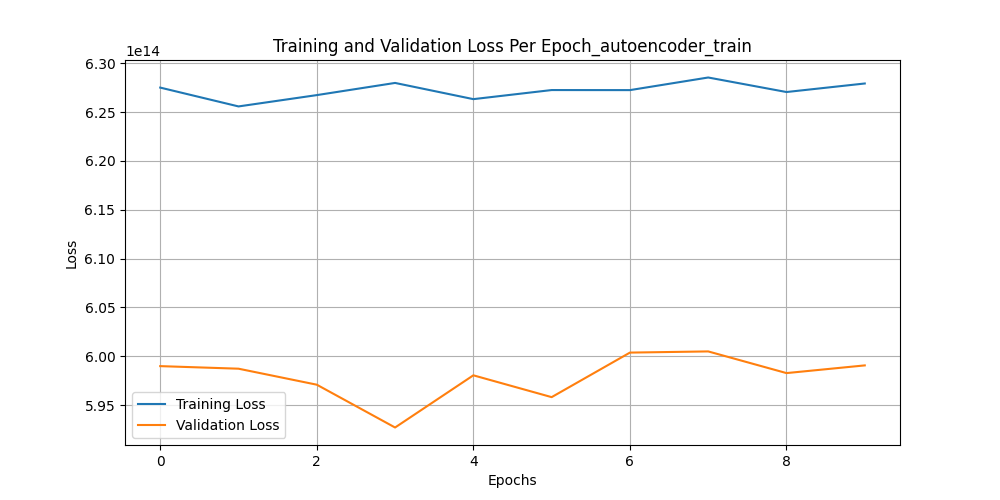 Training and Validation Loss Per Epoch_autoencoder_train
1e14
6.30
6.25
6.20
6.15
6.10
6.05
6.00
5.95
Loss
Training Loss
Validation Loss
0 2 4 6 8
Epochs